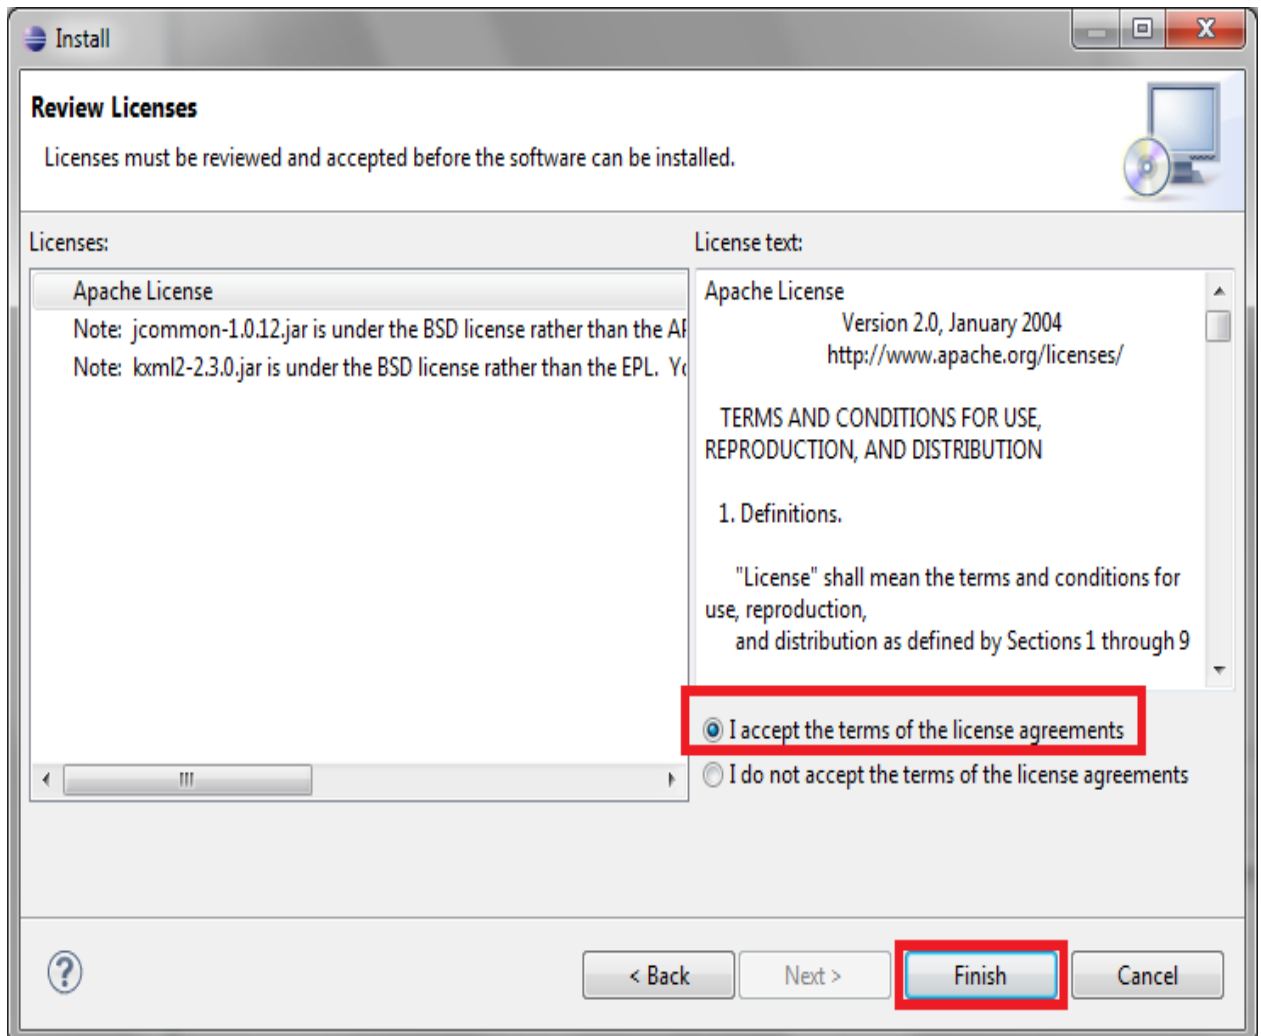 Install
Review Licenses
Licenses must be reviewed and accepted before the software can be installed.
Licenses:
Apache License
Note: jcommon-1.0.12.jar is under the BSD license rather than the
Note: kxml2-2.3.0.jar is under the BSD license rather than the EPL.
License text:
Apache License
Version 2.0, January 2004
http://www.apache.org/licenses/
TERMS AND CONDITIONS FOR USE,
REPRODUCTION, AND DISTRIBUTION
1. Definitions.
"License" shall mean the terms and conditions for
use, reproduction,
and distribution as defined by Sections 1 through 9
I accept the terms of the license agreements
I do not accept the terms of the license agreements
?
< Back
Next >
Finish
Cancel